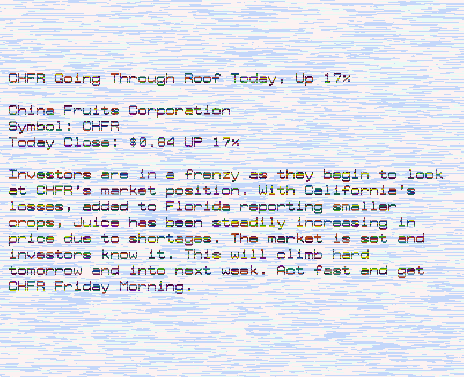 CHFR Going Through Roof Today, Up 17%
China Fruits Corporation
Symbol: CHFR
Today Close: $0.84 UP 17%
Investors are in a frenzy as they begin to look
at CHFR's market position. With California's
losses, added to Florida reporting smaller
crops, Juice has been steadily increasing in
price due to shortages. The market is set and
investors know it. This will climb hard
tomorrow and into next week. Act fast and get
CHFR Friday Morning.